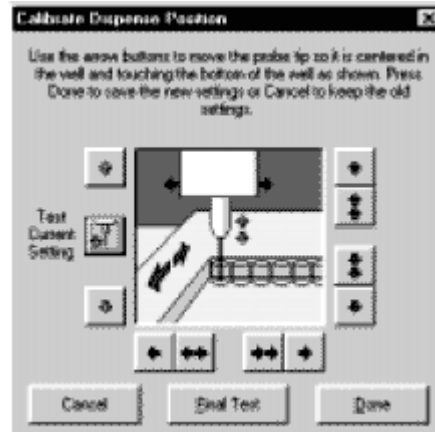 Calibrate Dispense Position
Use the arrow buttons to move the probe tip so it is centered in
the well and touching the bottom of the well as shown. Press
Done to save the new settings or Cancel to keep the old
settings.
Test
Current
Setting
Cancel
Final Test
Done